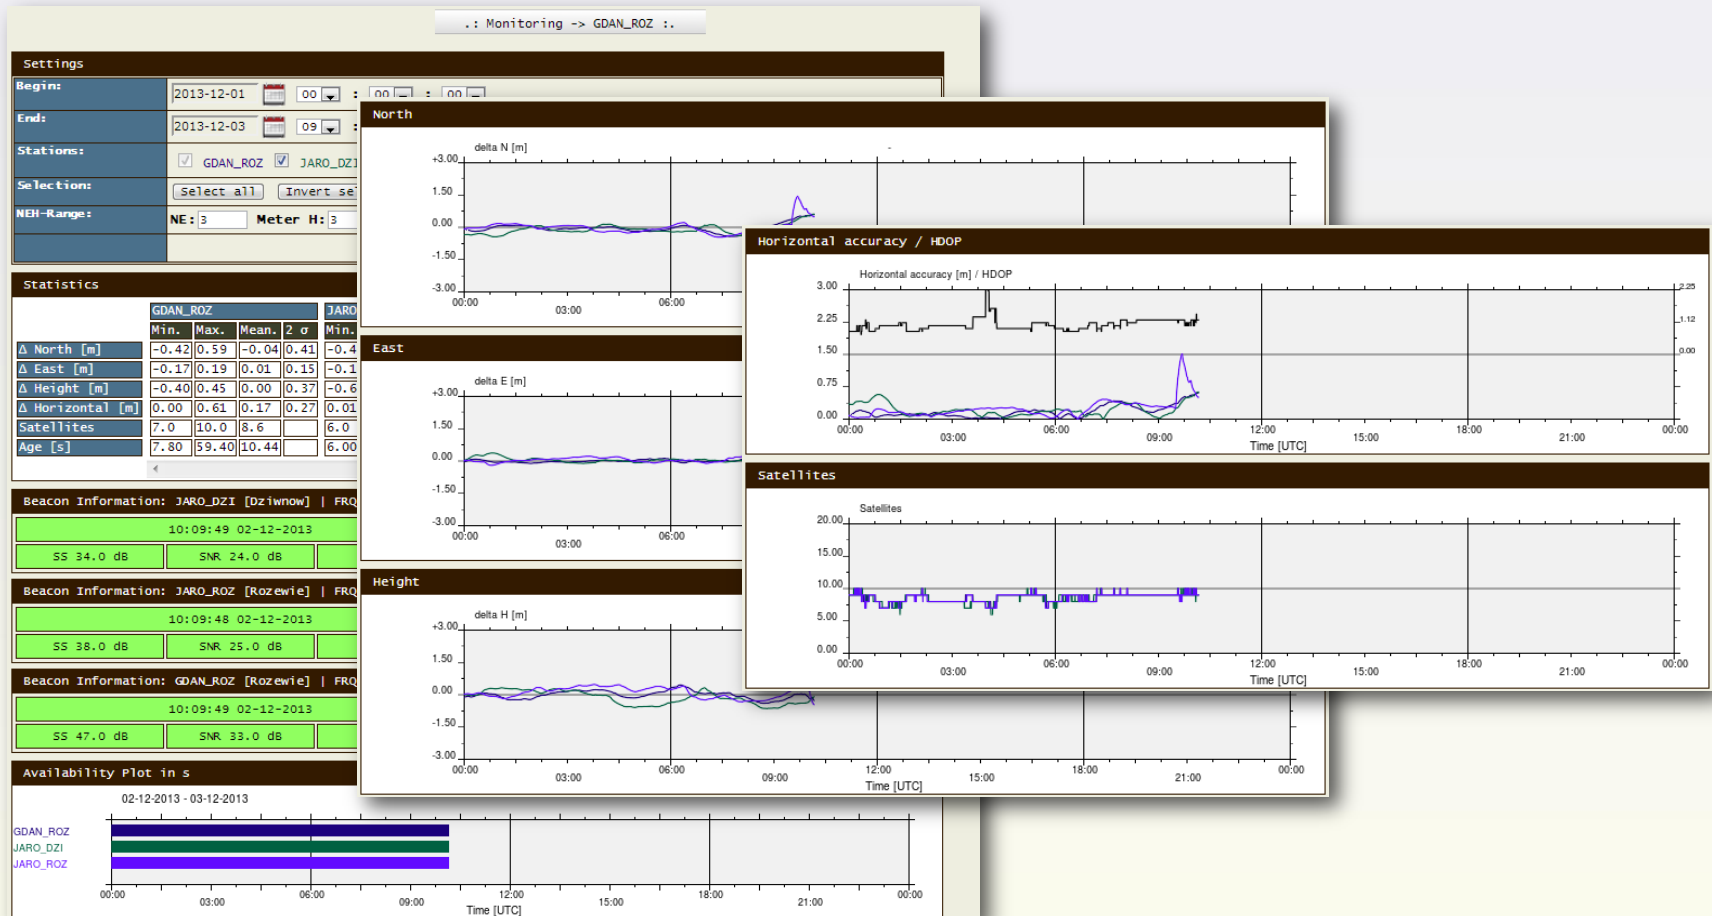 .: Monitoring -> GDAN_ROZ :.
Settings
Begin:
2013-12-01 00 : 00 : 00
End:
2013-12-03 09 :
Stations:
GDAN_ROZ JARO_DZI
Selection:
Select all Invert se
NEH-Range:
NE: 3 Meter H: 3
Statistics
GDAN_ROZ JARO
Min. Max. Mean. 2 σ Min.
Δ North [m] -0.42 0.59 -0.04 0.41 -0.4
Δ East [m] -0.17 0.19 0.01 0.15 -0.1
Δ Height [m] -0.40 0.45 0.00 0.37 -0.6
Δ Horizontal [m] 0.00 0.61 0.17 0.27 0.01
Satellites 7.0 10.0 8.6 6.0
Age [s] 7.80 59.40 10.44 6.00
Beacon Information: JARO_DZI [Dziwnow] | FRQ
10:09:49 02-12-2013
SS 34.0 dB SNR 24.0 dB
Beacon Information: JARO_ROZ [Rozewie] | FRQ
10:09:48 02-12-2013
SS 38.0 dB SNR 25.0 dB
Beacon Information: GDAN_ROZ [Rozewie] | FRQ
10:09:49 02-12-2013
SS 47.0 dB SNR 33.0 dB
Availability Plot in s
02-12-2013 - 03-12-2013
GDAN_ROZ
JARO_DZI
JARO_ROZ
00:00 03:00 06:00 09:00 12:00 15:00 18:00 21:00 00:00
Time [UTC]
North
delta N [m] -
+3.00
1.50
0.00
-1.50
-3.00
00:00 03:00 06:00
East
delta E [m]
+3.00
1.50
0.00
-1.50
-3.00
00:00 03:00 06:00
Height
delta H [m]
+3.00
1.50
0.00
-1.50
-3.00
00:00 03:00 06:00 09:00 12:00 15:00 18:00 21:00 00:00
Time [UTC]
Horizontal accuracy / HDOP
Horizontal accuracy [m] / HDOP
3.00 2.25
2.25 1.12
1.50 0.00
0.75
0.00
00:00 03:00 06:00 09:00 12:00 15:00 18:00 21:00 00:00
Time [UTC]
Satellites
Satellites
20.00
15.00
10.00
5.00
0.00
00:00 03:00 06:00 09:00 12:00 15:00 18:00 21:00 00:00
Time [UTC]